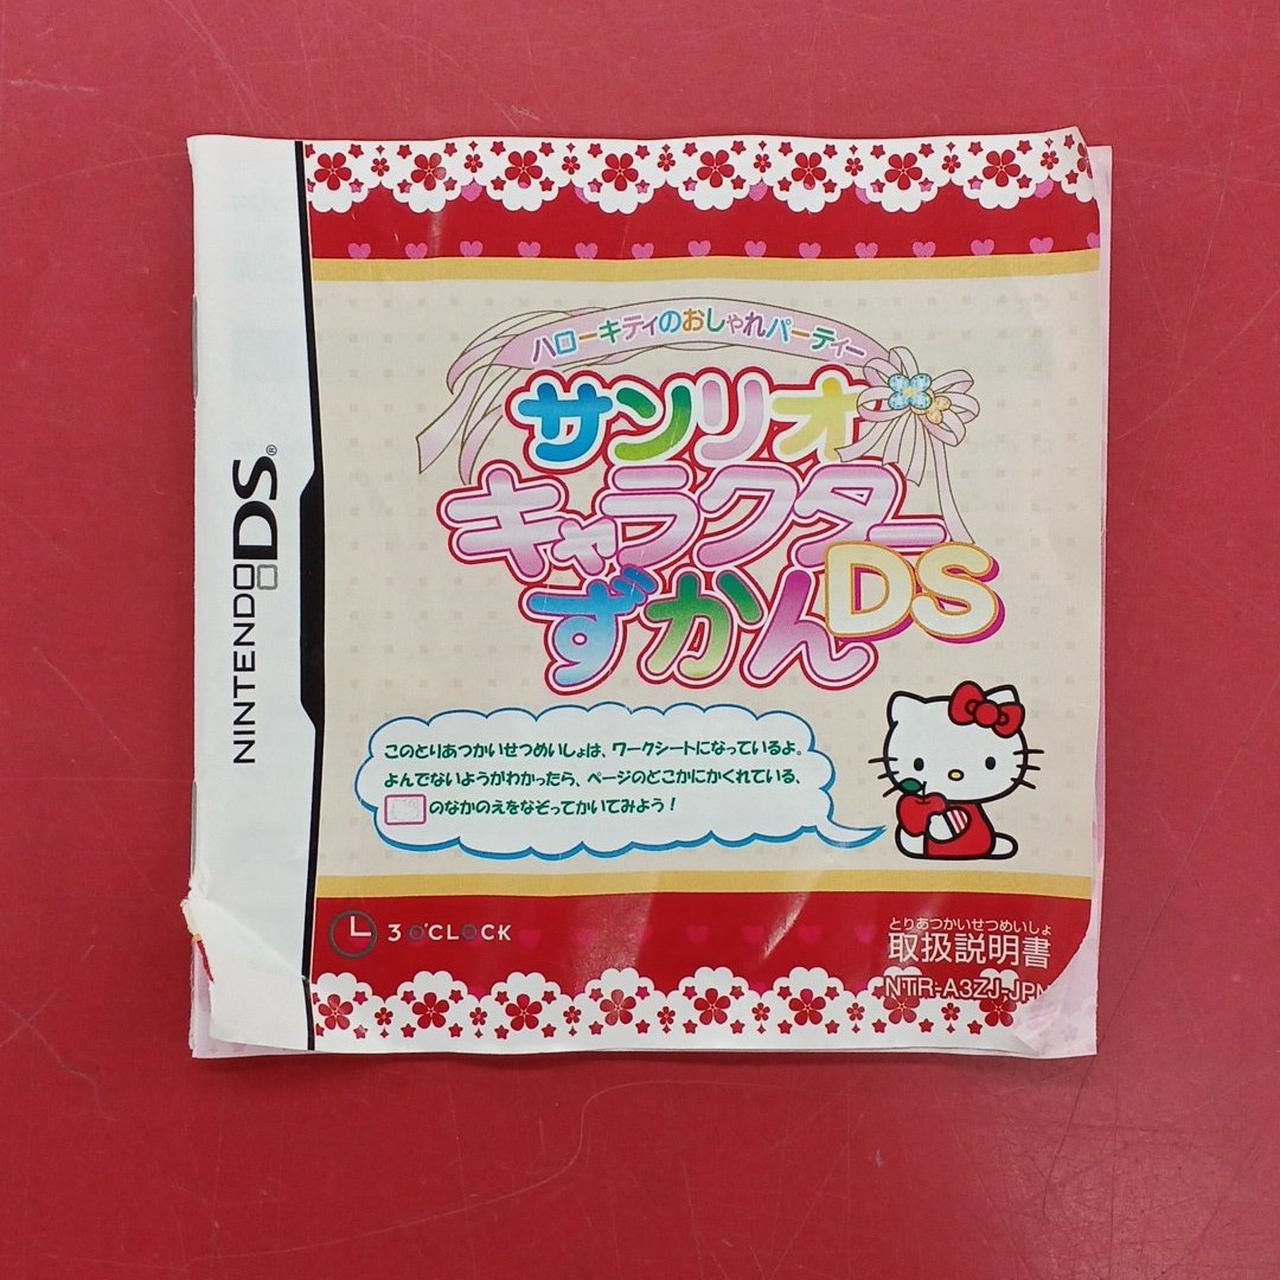 NINTENDO DS®
ハローキティのおしゃれパーティー
サンリオ
キャラクター
ずかんDS
このとりあつかいせつめいしょは、ワークシートになっているよ。
よんでないようがわかったら、ページのどこかにかくれている、
のなかのえをなぞってかいてみよう!
3 O'CLOCK
とりあつかいせつめいしょ
取扱説明書
NTR-A3ZJ-JPN